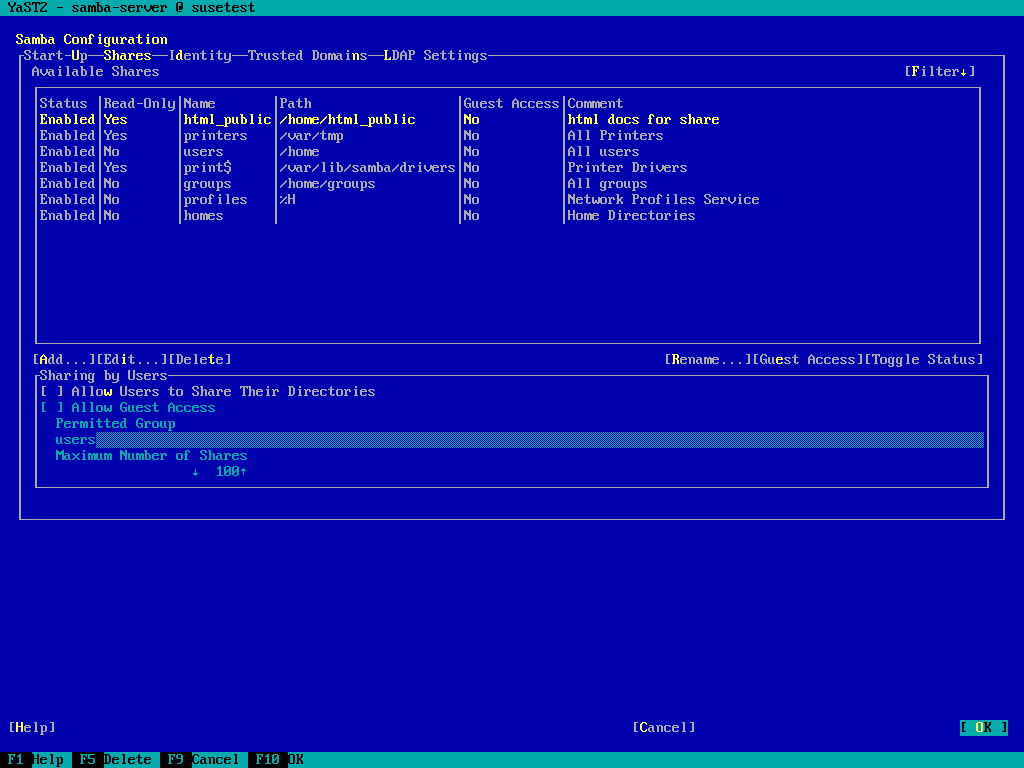 YaST2 - samba-server @ susetest
Samba Configuration
Start-Up Shares Identity Trusted Domains LDAP Settings
Available Shares [Filter↓]
Status |Read-Only|Name |Path |Guest Access|Comment
Enabled|Yes |html_public|/home/html_public |No |html docs for share
Enabled|Yes |printers |/var/tmp |No |All Printers
Enabled|No |users |/home |No |All users
Enabled|Yes |print$ |/var/lib/samba/drivers|No |Printer Drivers
Enabled|No |groups |/home/groups |No |All groups
Enabled|No |profiles |%H |No |Network Profiles Service
Enabled|No |homes | |No |Home Directories
[Add...][Edit...][Delete] [Rename...][Guest Access][Toggle Status]
Sharing by Users
[ ] Allow Users to Share Their Directories
[ ] Allow Guest Access
Permitted Group
users
Maximum Number of Shares
↓ 100↑
[Help] [Cancel] [ OK ]
F1 Help F5 Delete F9 Cancel F10 OK